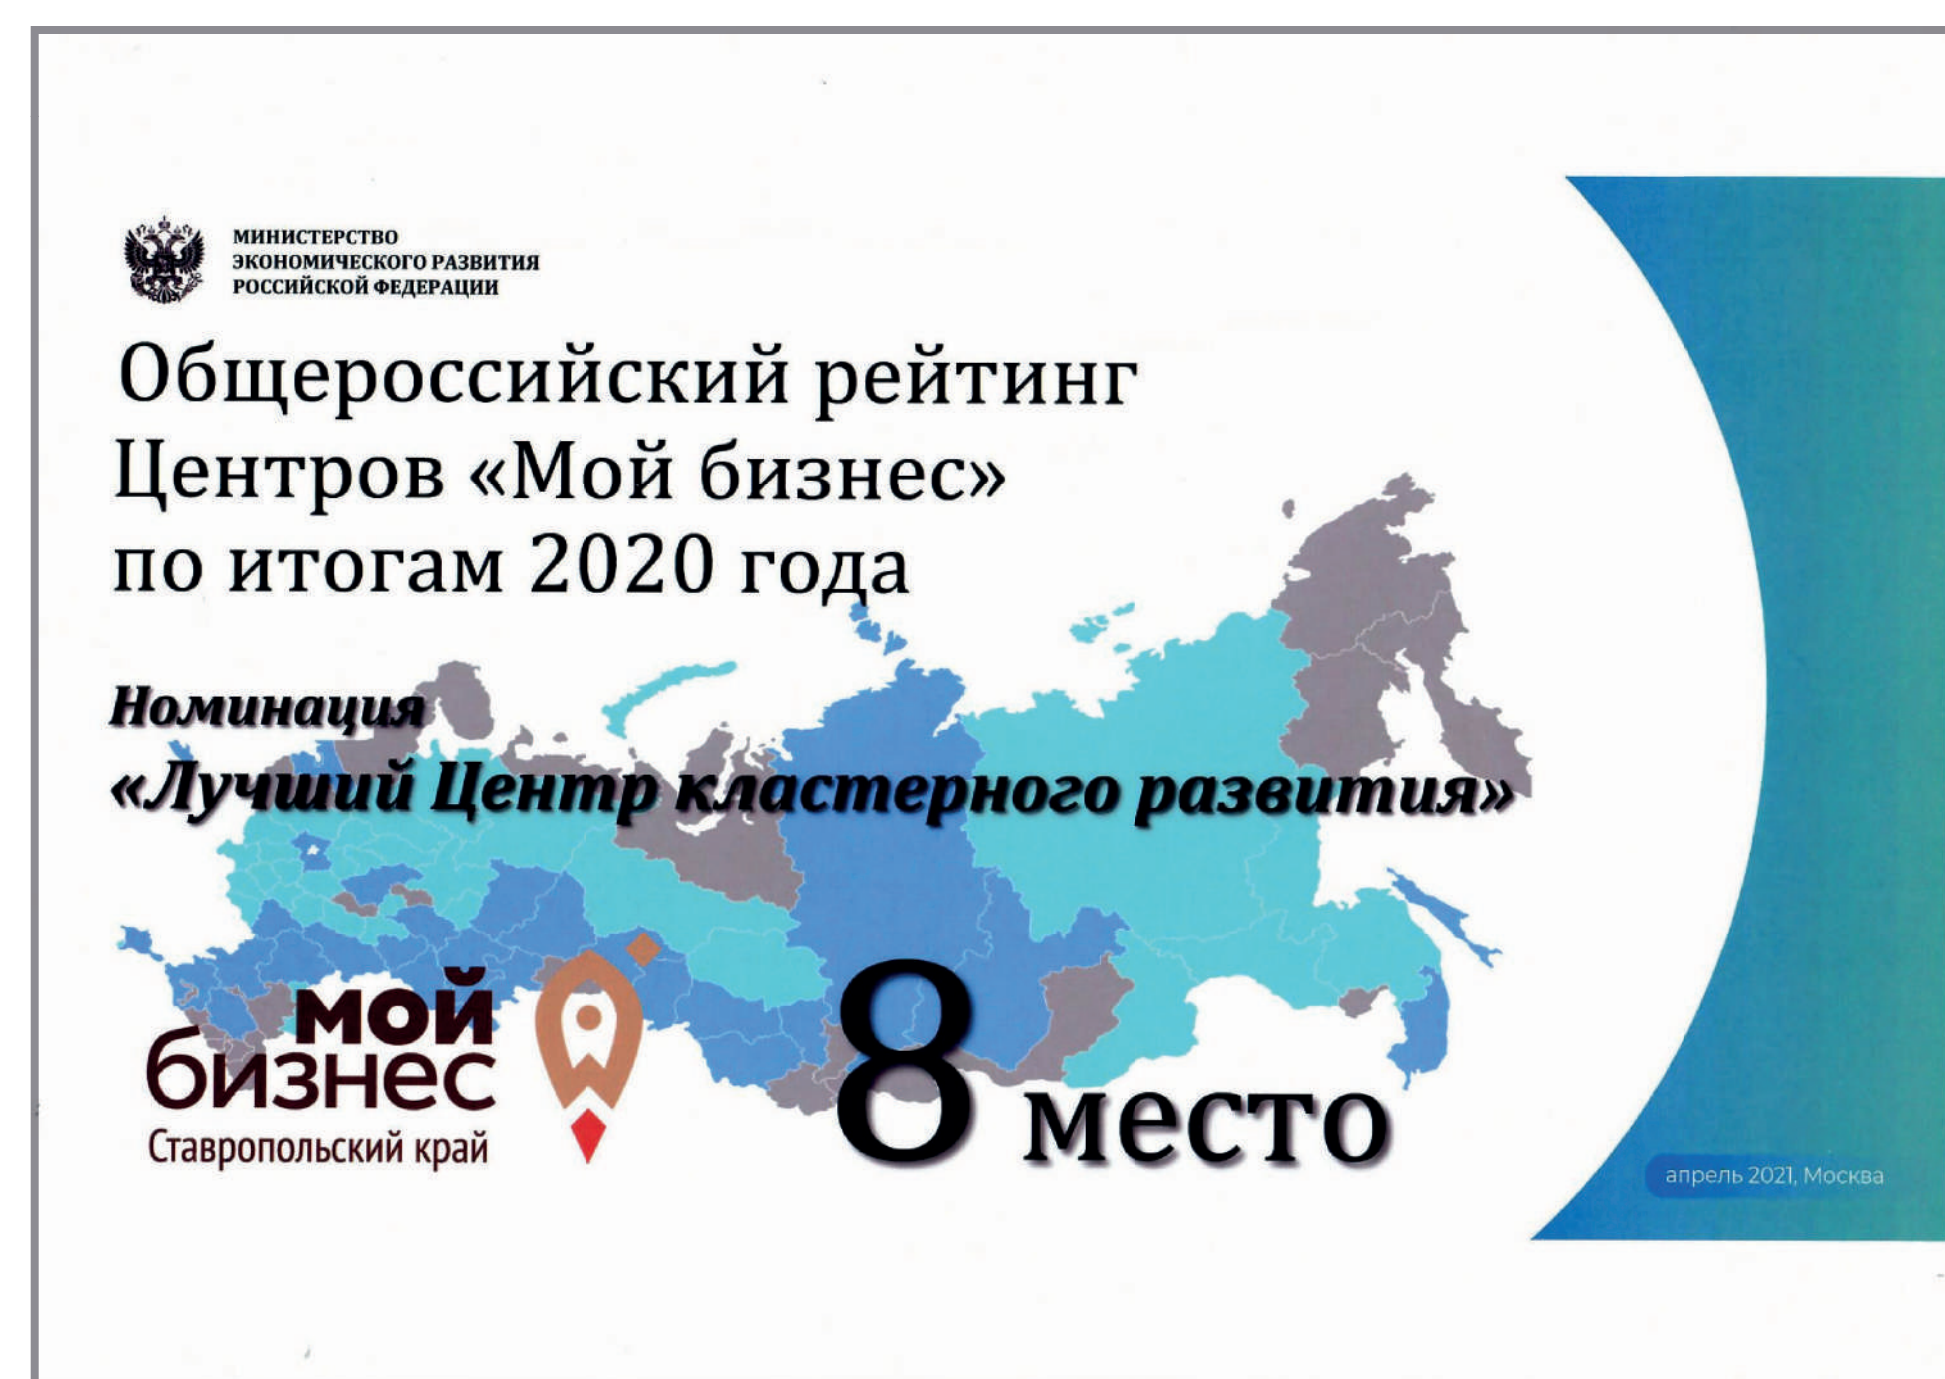 МИНИСТЕРСТВО
ЭКОНОМИЧЕСКОГО РАЗВИТИЯ
РОССИЙСКОЙ ФЕДЕРАЦИИ
Общероссийский рейтинг
Центров «Мой бизнес»
по итогам 2020 года
Номинация
«Лучший Центр кластерного развития»
мой
бизнес
Ставропольский край
8 место
апрель 2021, Москва